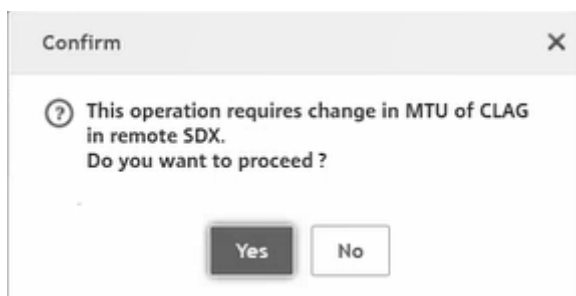 Confirm
This operation requires change in MTU of CLAG
in remote SDX.
Do you want to proceed ?
Yes
No